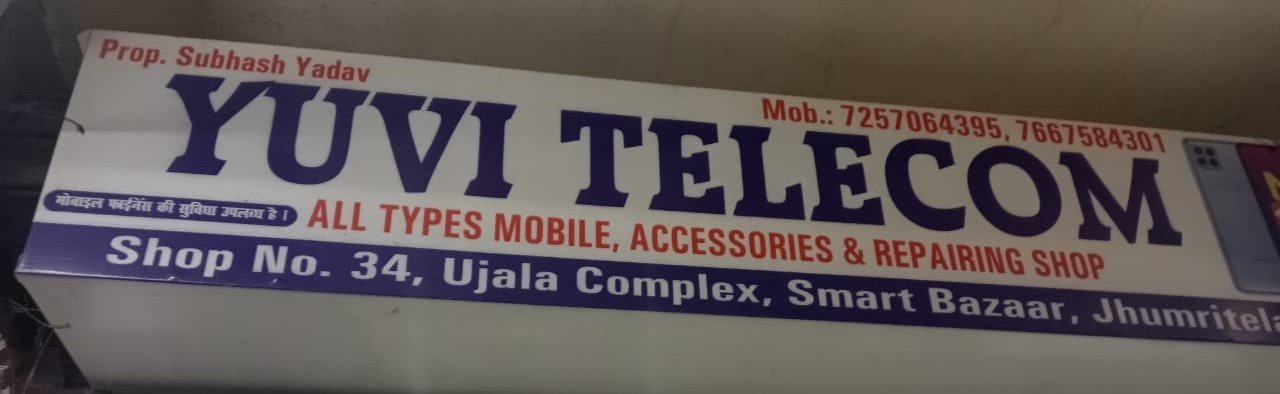 Prop. Subhash Yadav
Mob.: 7257064395, 7667584301
YUVI TELECOM
मोबाइल फाईनेंस की सुविधा उपलब्ध है ।
ALL TYPES MOBILE, ACCESSORIES & REPAIRING SHOP
Shop No. 34, Ujala Complex, Smart Bazaar, Jhumritela